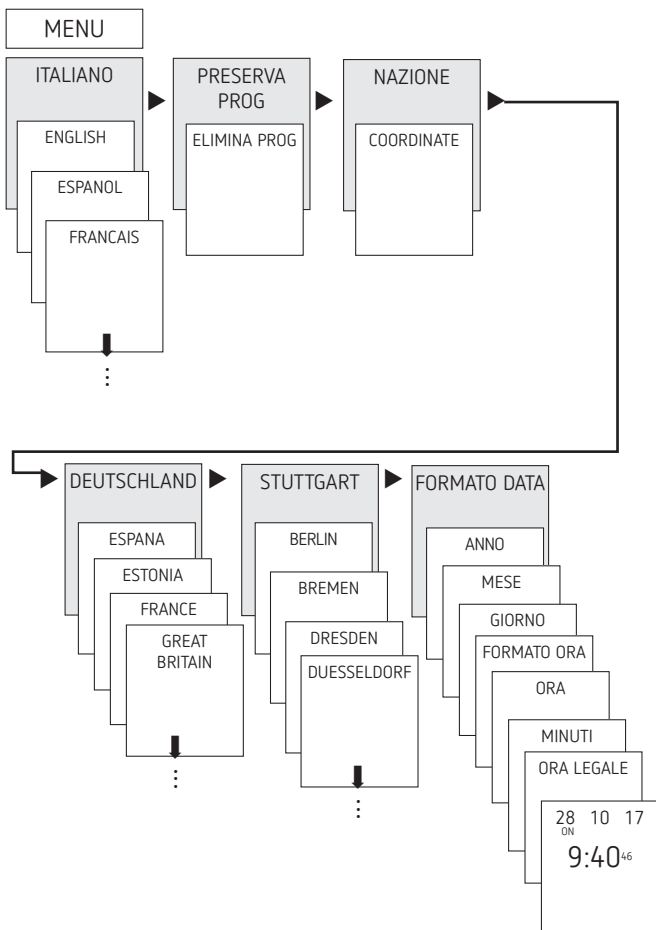 MENU
ITALIANO
ENGLISH
ESPANOL
FRANCAIS
PRESERVA
PROG
ELIMINA PROG
NAZIONE
COORDINATE
DEUTSCHLAND
ESPANA
ESTONIA
FRANCE
GREAT
BRITAIN
STUTTGART
BERLIN
BREMEN
DRESDEN
DUESSELDORF
FORMATO DATA
ANNO
MESE
GIORNO
FORMATO ORA
ORA
MINUTI
ORA LEGALE
28 10 17
ON
9:40 46